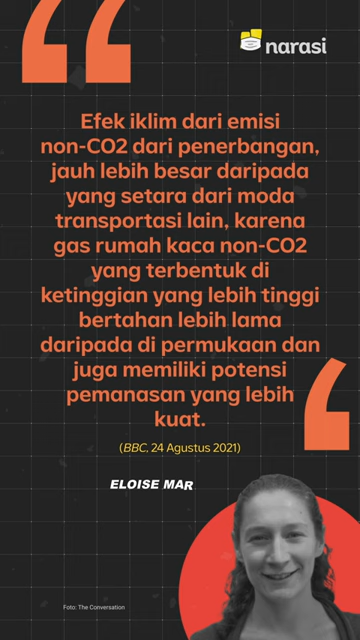 narasi
Efek iklim dari emisi
non-CO2 dari penerbangan,
jauh lebih besar daripada
yang setara dari moda
transportasi lain, karena
gas rumah kaca non-CO2
yang terbentuk di
ketinggian yang lebih tinggi
bertahan lebih lama
daripada di permukaan dan
juga memiliki potensi
pemanasan yang lebih
kuat.
(BBC, 24 Agustus 2021)
ELOISE MAR
Foto: The Conversation